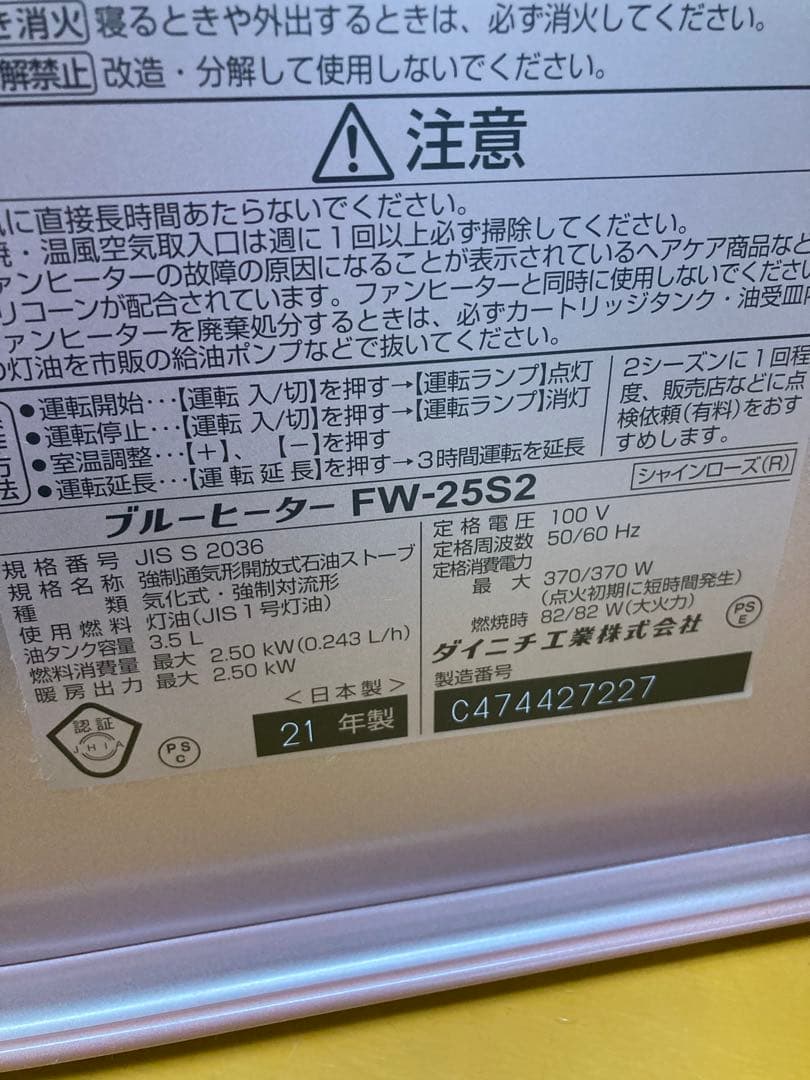 き消火 寝るときや外出するときは、必ず消火してください。
解禁止 改造・分解して使用しないでください。
注意
に直接長時間あたらないでください。
焼・温風空気取入口は週に1回以上必ず掃除してください。
ァンヒーターの故障の原因になることが表示されているヘアケア商品など
リコーンが配合されています。ファンヒーターと同時に使用しないでください
ァンヒーターを廃棄処分するときは、必ずカートリッジタンク・油受皿内
の灯油を市販の給油ポンプなどで抜いてください。
●運転開始…【運転 入/切】を押す→【運転ランプ】点灯
●運転停止…【運転 入/切】を押す→【運転ランプ】消灯
●室温調整…【+】、【−】を押す
●運転延長…【運転延長】を押す→3時間運転を延長
方
法
2シーズンに1回程
度、販売店などに点
検依頼(有料)をおす
すめします。
ブルーヒーター FW-25S2
シャインローズ(R)
規格番号 JIS S 2036
規格名称 強制通気形開放式石油ストーブ
種類 気化式・強制対流形
使用燃料 灯油(JIS1号灯油)
油タンク容量 3.5 L
燃料消費量 最大 2.50 kW(0.243 L/h)
暖房出力 最大 2.50 kW
<日本製>
認証
JHIA
PS
C
21 年製
定格電圧 100 V
定格周波数 50/60 Hz
定格消費電力
最大 370/370 W
(点火初期に短時間発生)
燃焼時 82/82 W(大火力)
ダイニチ工業株式会社
PS
E
製造番号
C474427227